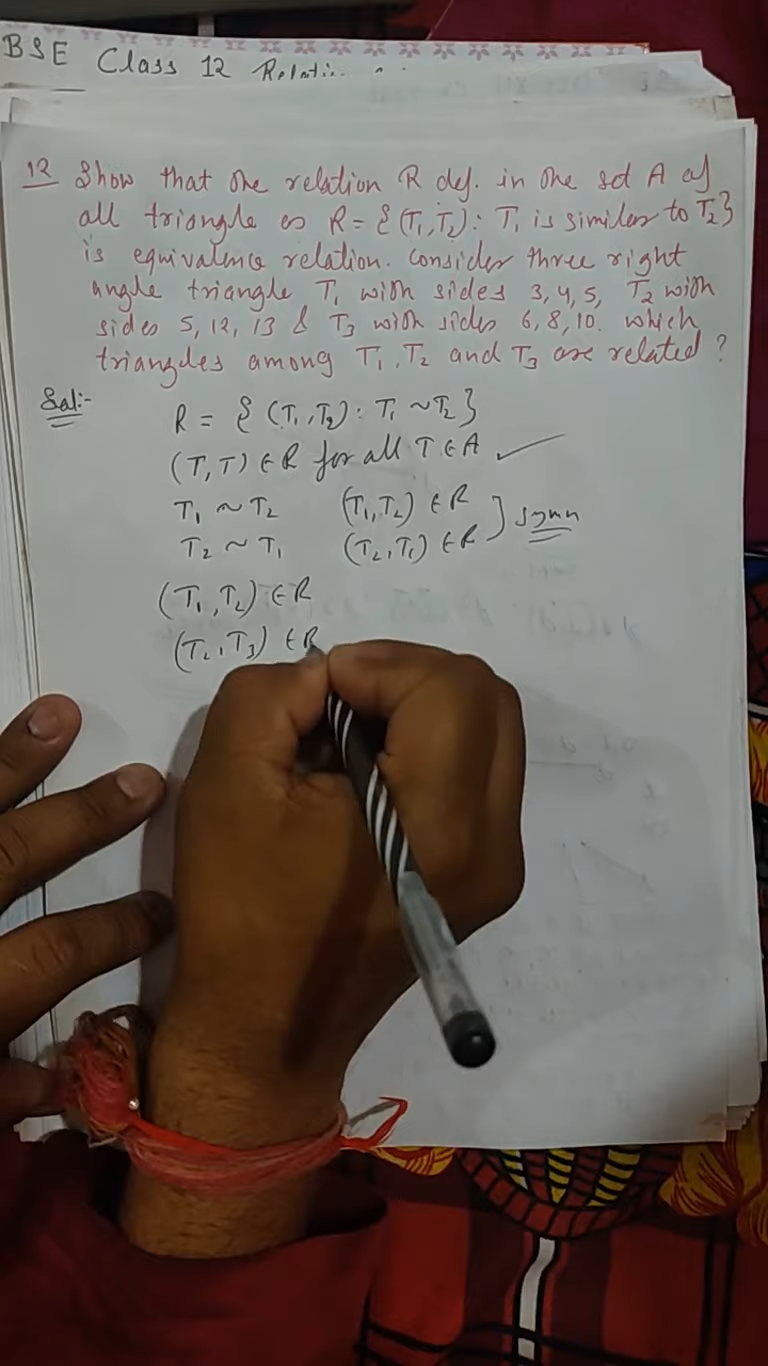 BSE Class 12 Relatio
12 Show that the relation R def. in the set A of
all triangle as R = {(T1,T2): T1 is similar to T2}
is equivalence relation. Consider three right
angle triangle T1 with sides 3,4,5, T2 with
sides 5,12,13 & T3 with sides 6,8,10. which
triangles among T1, T2 and T3 are related?
Sol:- R = {(T1,T2): T1 ~ T2}
(T,T) ∈ R for all T ∈ A ✓
T1 ~ T2 (T1,T2) ∈ R
T2 ~ T1 (T2,T1) ∈ R ] symm
(T1,T2) ∈ R
(T2,T3) ∈ R